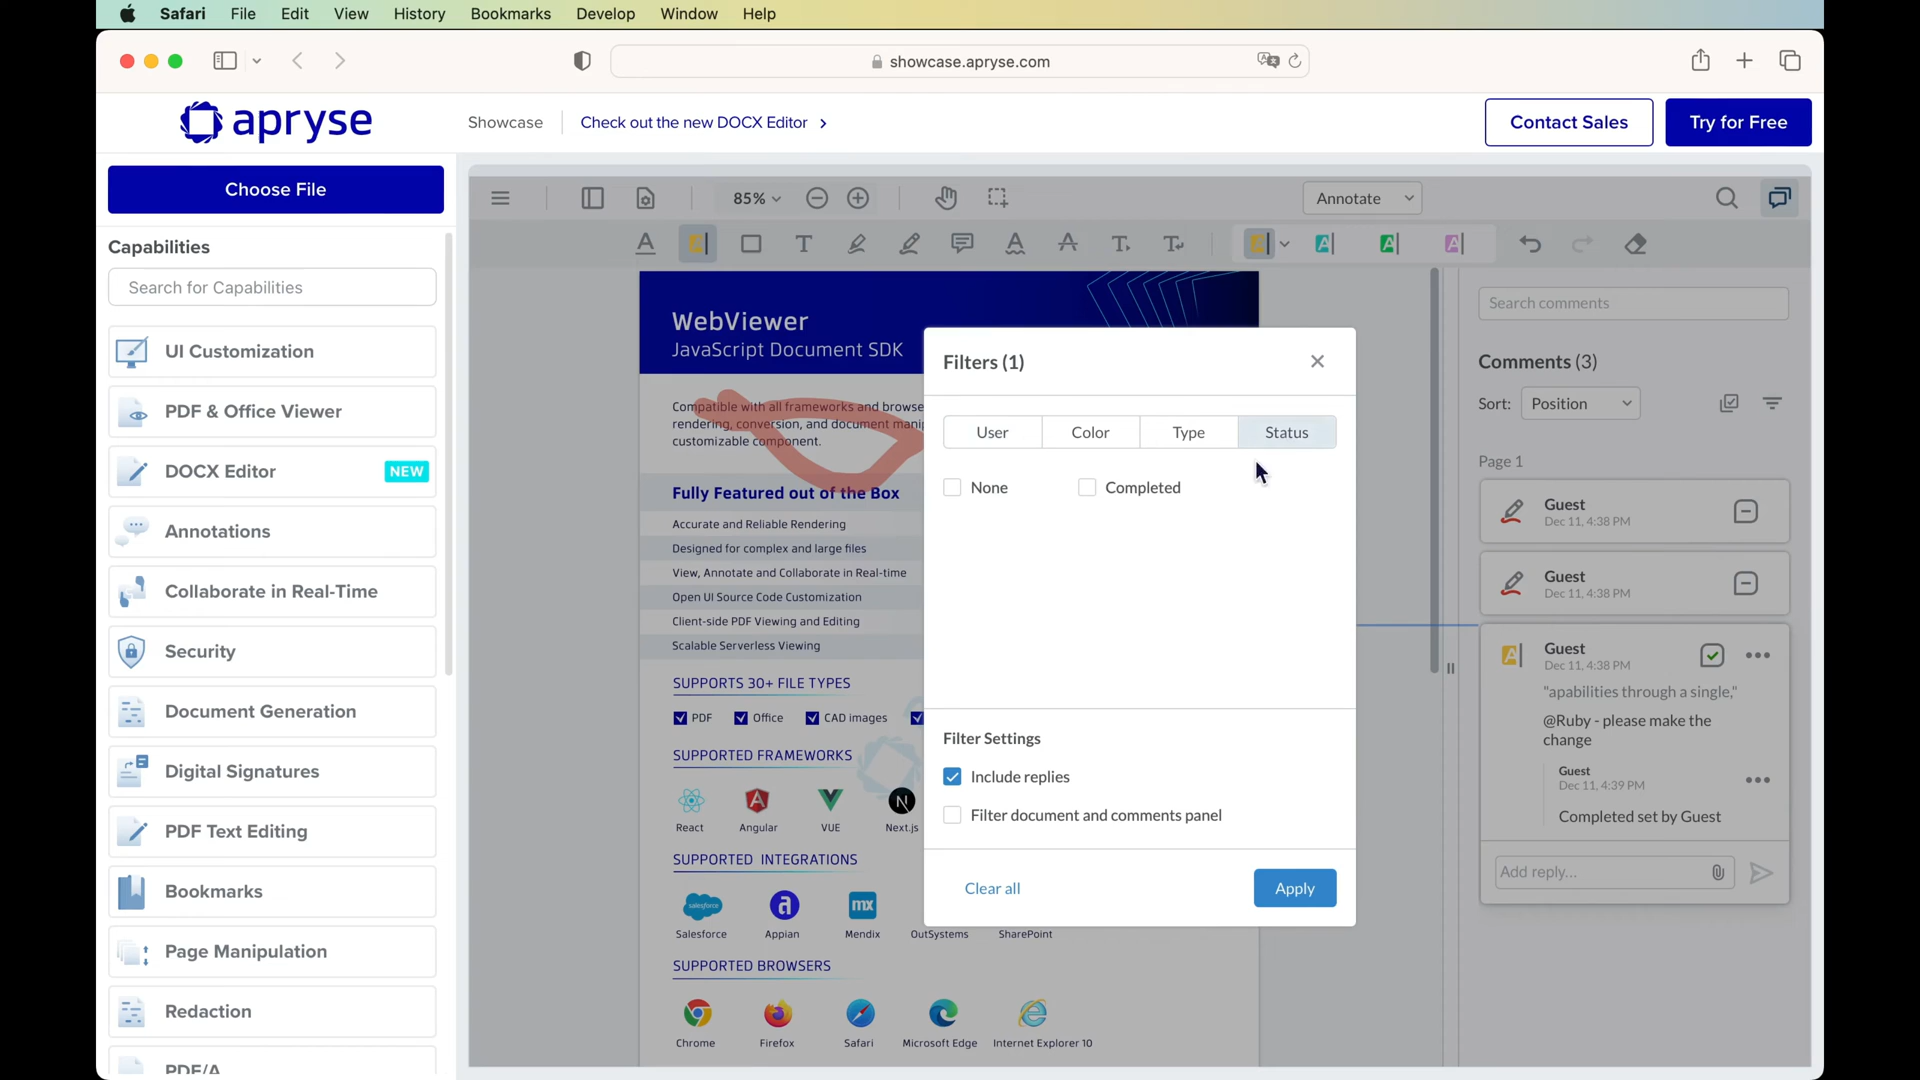 Safari File Edit View History Bookmarks Develop Window Help
showcase.apryse.com
apryse
Showcase
Check out the new DOCX Editor
Contact Sales
Try for Free
Choose File
Capabilities
Search for Capabilities
UI Customization
PDF & Office Viewer
DOCX Editor
NEW
Annotations
Collaborate in Real-Time
Security
Document Generation
Digital Signatures
PDF Text Editing
Bookmarks
Page Manipulation
Redaction
PDF/A
85%
Annotate
WebViewer
JavaScript Document SDK
Compatible with all frameworks and browse
rendering, conversion, and document mani
customizable component.
Fully Featured out of the Box
Accurate and Reliable Rendering
Designed for complex and large files
View, Annotate and Collaborate in Real-time
Open UI Source Code Customization
Client-side PDF Viewing and Editing
Scalable Serverless Viewing
SUPPORTS 30+ FILE TYPES
PDF Office CAD images
SUPPORTED FRAMEWORKS
React Angular VUE Next.js
SUPPORTED INTEGRATIONS
salesforce
mx
Salesforce Appian Mendix OutSystems SharePoint
SUPPORTED BROWSERS
Chrome Firefox Safari Microsoft Edge Internet Explorer 10
Filters (1)
User Color Type Status
None Completed
Filter Settings
Include replies
Filter document and comments panel
Clear all
Apply
Search comments
Comments (3)
Sort: Position
Page 1
Guest
Dec 11, 4:38 PM
Guest
Dec 11, 4:38 PM
Guest
Dec 11, 4:38 PM
"apabilities through a single,"
@Ruby - please make the
change
Guest
Dec 11, 4:39 PM
Completed set by Guest
Add reply...